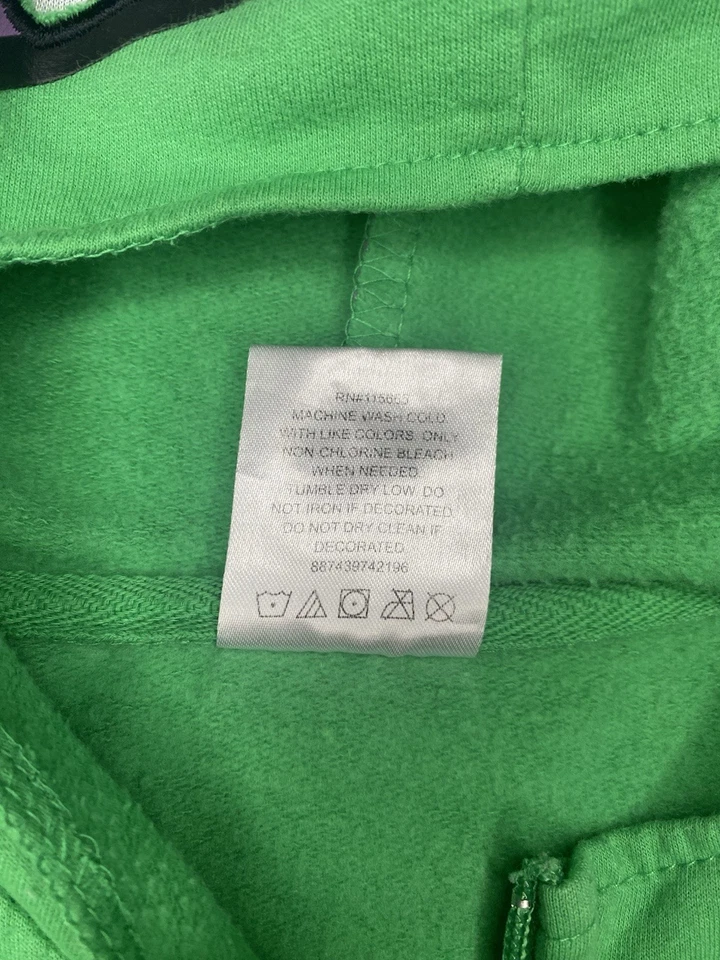 RN#115663
MACHINE WASH COLD
WITH LIKE COLORS. ONLY
NON-CHLORINE BLEACH
WHEN NEEDED.
TUMBLE DRY LOW. DO
NOT IRON IF DECORATED.
DO NOT DRY CLEAN IF
DECORATED.
887439742196